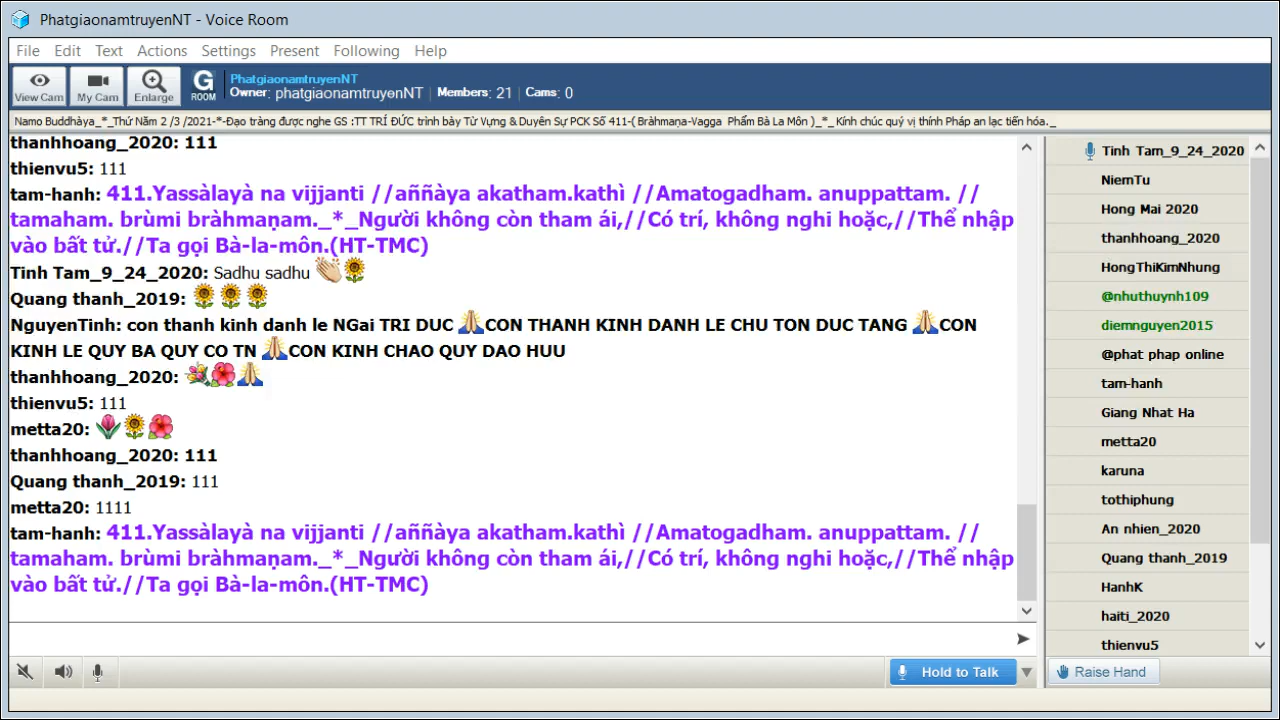 PhatgiaonamtruyenNT - Voice Room
File Edit Text Actions Settings Present Following Help
View Cam My Cam Enlarge G ROOM PhatgiaonamtruyenNT
Owner: phatgiaonamtruyenNT Members: 21 Cams: 0
Namo Buddhàya_*_Thứ Năm 2 /3 /2021-*-Đạo tràng được nghe GS :TT TRÍ ĐỨC trình bày Từ Vựng & Duyên Sự PCK Số 411-( Bràhmaṇa-Vagga Phẩm Bà La Môn )_*_ Kính chúc quý vị thính Pháp an lạc tiến hóa._
thanhhoang_2020: 111
thienvu5: 111
tam-hanh: 411.Yassàlayà na vijjanti //aññàya akatham.kathì //Amatogadham. anuppattam. //
tamaham. brùmi bràhmaṇam._*_Người không còn tham ái,//Có trí, không nghi hoặc,//Thể nhập
vào bất tử.//Ta gọi Bà-la-môn.(HT-TMC)
Tinh Tam_9_24_2020: Sadhu sadhu
Quang thanh_2019:
NguyenTinh: con thanh kinh danh le NGai TRI DUC CON THANH KINH DANH LE CHU TON DUC TANG CON
KINH LE QUY BA QUY CO TN CON KINH CHAO QUY DAO HUU
thanhhoang_2020:
thienvu5: 111
metta20:
thanhhoang_2020: 111
Quang thanh_2019: 111
metta20: 1111
tam-hanh: 411.Yassàlayà na vijjanti //aññàya akatham.kathì //Amatogadham. anuppattam. //
tamaham. brùmi bràhmaṇam._*_Người không còn tham ái,//Có trí, không nghi hoặc,//Thể nhập
vào bất tử.//Ta gọi Bà-la-môn.(HT-TMC)
Tinh Tam_9_24_2020
NiemTu
Hong Mai 2020
thanhhoang_2020
HongThiKimNhung
@nhuthuynh109
diemnguyen2015
@phat phap online
tam-hanh
Giang Nhat Ha
metta20
karuna
tothiphung
An nhien_2020
Quang thanh_2019
HanhK
haiti_2020
thienvu5
Hold to Talk
Raise Hand